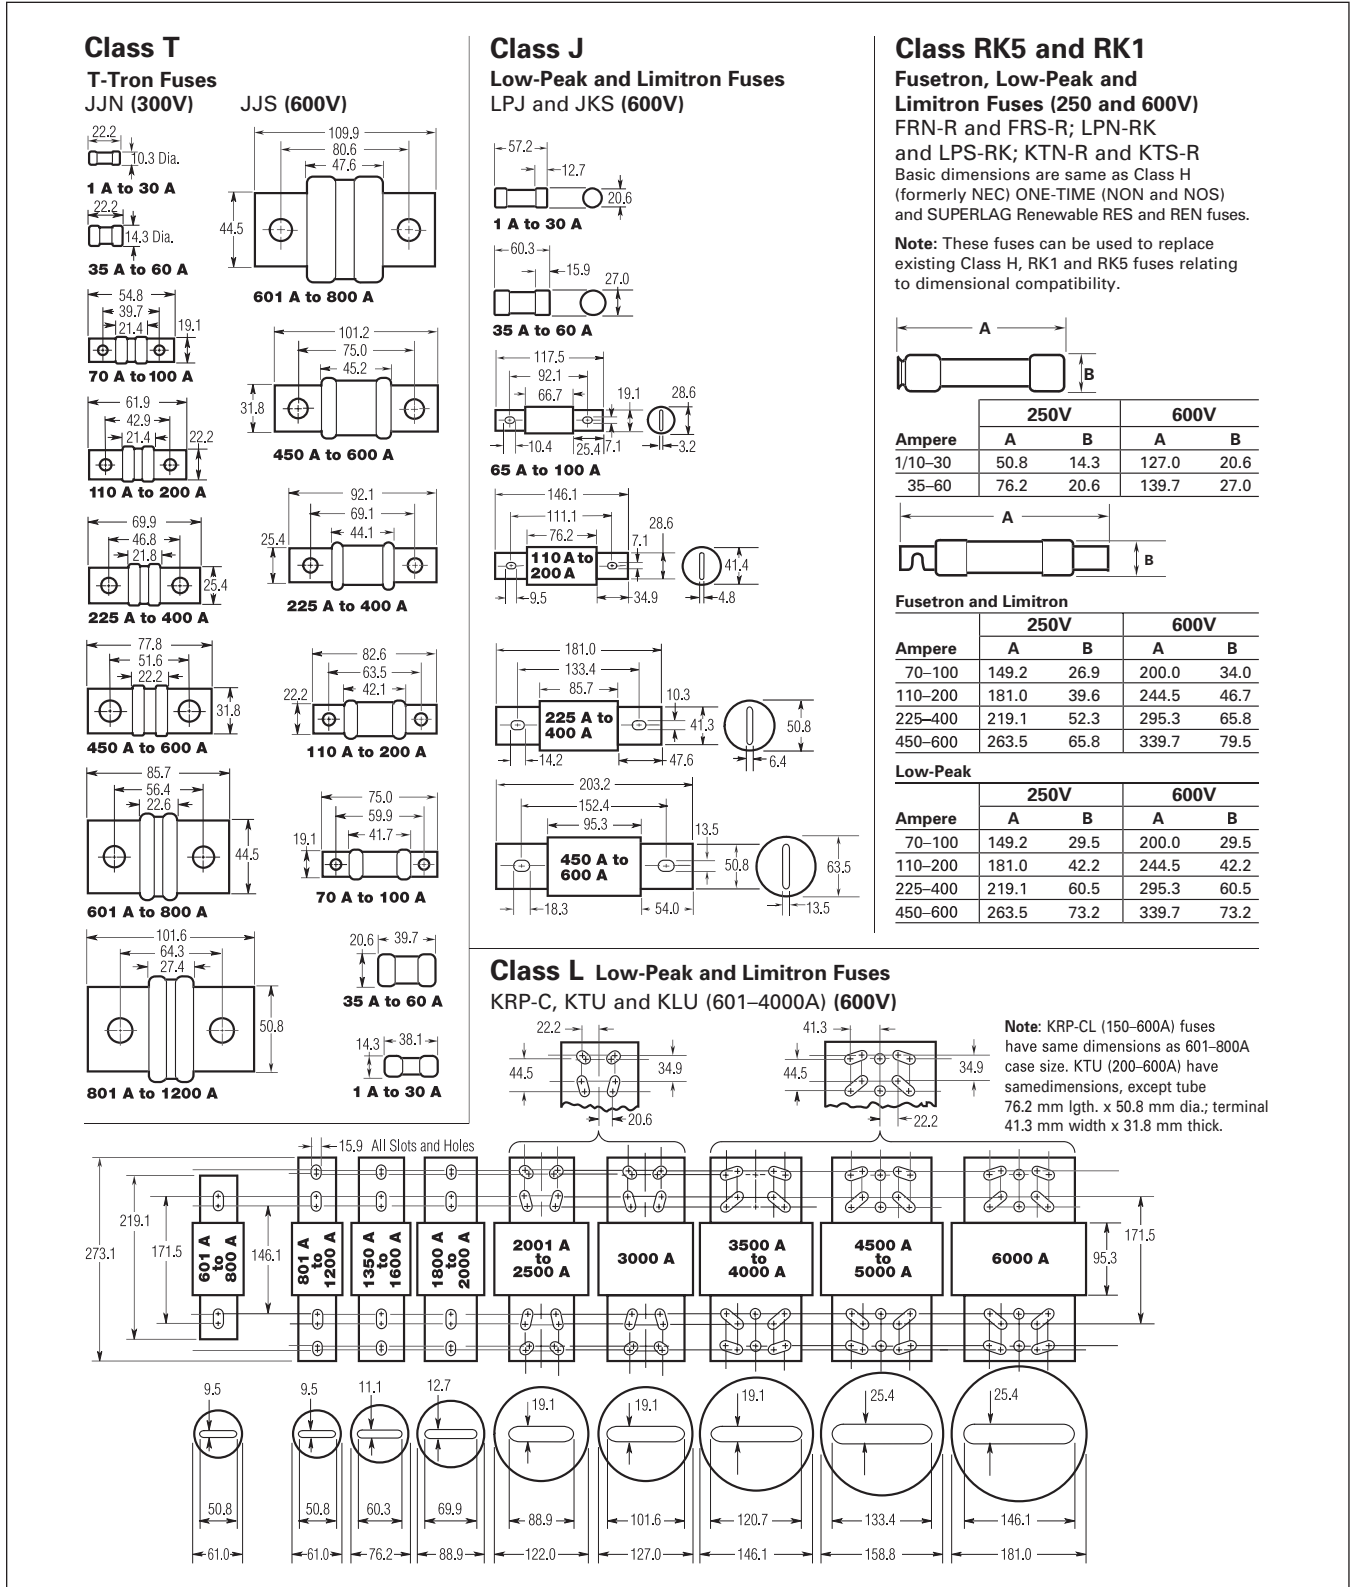 Class T
T-Tron Fuses
JJN (300V)
22.2
10.3 Dia.
1 A to 30 A
22.2
14.3 Dia.
35 A to 60 A
54.8
39.7
21.4
19.1
70 A to 100 A
61.9
42.9
21.4
22.2
110 A to 200 A
69.9
46.8
21.8
25.4
225 A to 400 A
77.8
51.6
22.2
31.8
450 A to 600 A
85.7
56.4
22.6
44.5
601 A to 800 A
101.6
64.3
27.4
50.8
801 A to 1200 A
JJS (600V)
109.9
80.6
47.6
44.5
601 A to 800 A
101.2
75.0
45.2
31.8
450 A to 600 A
92.1
69.1
44.1
25.4
225 A to 400 A
82.6
63.5
42.1
22.2
110 A to 200 A
75.0
59.9
41.7
19.1
70 A to 100 A
20.6 39.7
35 A to 60 A
14.3 38.1
1 A to 30 A
Class J
Low-Peak and Limitron Fuses
LPJ and JKS (600V)
57.2
12.7
20.6
1 A to 30 A
60.3
15.9
27.0
35 A to 60 A
117.5
92.1
66.7
19.1
28.6
10.4
25.4
7.1
3.2
65 A to 100 A
146.1
111.1
76.2
28.6
7.1
110 A to
200 A
41.4
9.5
34.9
4.8
181.0
133.4
85.7
10.3
225 A to
400 A
41.3
50.8
14.2
47.6
6.4
203.2
152.4
95.3
13.5
450 A to
600 A
50.8
63.5
18.3
54.0
13.5
Class RK5 and RK1
Fusetron, Low-Peak and
Limitron Fuses (250 and 600V)
FRN-R and FRS-R; LPN-RK
and LPS-RK; KTN-R and KTS-R
Basic dimensions are same as Class H
(formerly NEC) ONE-TIME (NON and NOS)
and SUPERLAG Renewable RES and REN fuses.
Note: These fuses can be used to replace
existing Class H, RK1 and RK5 fuses relating
to dimensional compatibility.
A
B
250V 600V
Ampere A B A B
1/10–30 50.8 14.3 127.0 20.6
35–60 76.2 20.6 139.7 27.0
A
B
Fusetron and Limitron
250V 600V
Ampere A B A B
70–100 149.2 26.9 200.0 34.0
110–200 181.0 39.6 244.5 46.7
225–400 219.1 52.3 295.3 65.8
450–600 263.5 65.8 339.7 79.5
Low-Peak
250V 600V
Ampere A B A B
70–100 149.2 29.5 200.0 29.5
110–200 181.0 42.2 244.5 42.2
225–400 219.1 60.5 295.3 60.5
450–600 263.5 73.2 339.7 73.2
Class L Low-Peak and Limitron Fuses
KRP-C, KTU and KLU (601–4000A) (600V)
22.2
44.5
34.9
20.6
41.3
44.5
34.9
22.2
Note: KRP-CL (150–600A) fuses
have same dimensions as 601–800A
case size. KTU (200–600A) have
samedimensions, except tube
76.2 mm lgth. x 50.8 mm dia.; terminal
41.3 mm width x 31.8 mm thick.
15.9 All Slots and Holes
273.1
219.1
171.5
601 A
to
800 A
146.1
801 A
to
1200 A
1350 A
to
1600 A
1800 A
to
2000 A
2001 A
to
2500 A
3000 A
3500 A
to
4000 A
4500 A
to
5000 A
6000 A
95.3
171.5
9.5 9.5 11.1 12.7 19.1 19.1 19.1 25.4 25.4
50.8 50.8 60.3 69.9 88.9 101.6 120.7 133.4 146.1
61.0 61.0 76.2 88.9 122.0 127.0 146.1 158.8 181.0